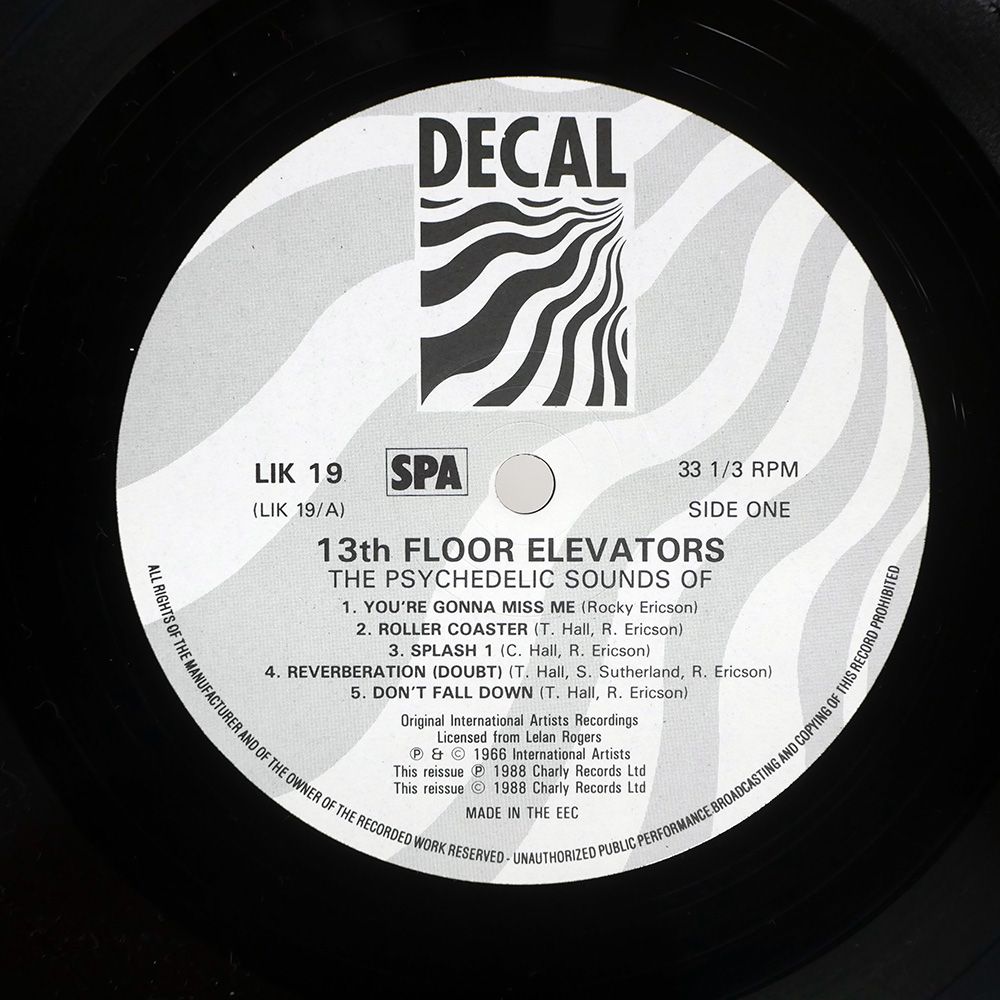 DECAL
LIK 19
SPA
33 1/3 RPM
(LIK 19/A)
SIDE ONE
13th FLOOR ELEVATORS
THE PSYCHEDELIC SOUNDS OF
1. YOU'RE GONNA MISS ME (Rocky Ericson)
2. ROLLER COASTER (T. Hall, R. Ericson)
3. SPLASH 1 (C. Hall, R. Ericson)
4. REVERBERATION (DOUBT) (T. Hall, S. Sutherland, R. Ericson)
5. DON'T FALL DOWN (T. Hall, R. Ericson)
Original International Artists Recordings
Licensed from Lelan Rogers
℗ & © 1966 International Artists
This reissue ℗ 1988 Charly Records Ltd
This reissue © 1988 Charly Records Ltd
MADE IN THE EEC
ALL RIGHTS OF THE MANUFACTURER AND OF THE OWNER OF THE RECORDED WORK RESERVED - UNAUTHORIZED PUBLIC PERFORMANCE.BROADCASTING AND COPYING OF THIS RECORD PROHIBITED